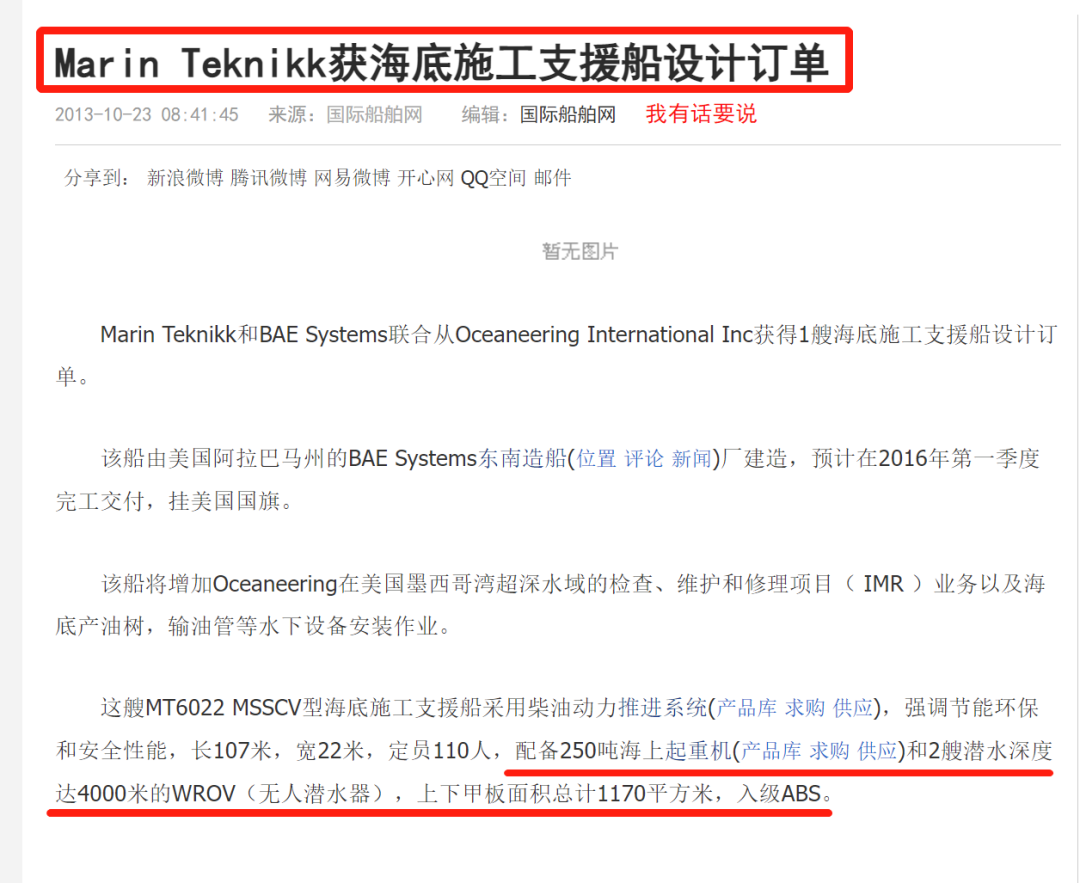 Marin Teknikk获海底施工支援船设计订单
2013-10-23 08:41:45 来源：国际船舶网 编辑：国际船舶网 我有话要说
分享到： 新浪微博 腾讯微博 网易微博 开心网 QQ空间 邮件
暂无图片
Marin Teknikk和BAE Systems联合从Oceaneering International Inc获得1艘海底施工支援船设计订
单。
该船由美国阿拉巴马州的BAE Systems东南造船(位置 评论 新闻)厂建造，预计在2016年第一季度
完工交付，挂美国国旗。
该船将增加Oceaneering在美国墨西哥湾超深水域的检查、维护和修理项目（ IMR ）业务以及海
底产油树，输油管等水下设备安装作业。
这艘MT6022 MSSCV型海底施工支援船采用柴油动力推进系统(产品库 求购 供应)，强调节能环保
和安全性能，长107米，宽22米，定员110人，配备250吨海上起重机(产品库 求购 供应)和2艘潜水深度
达4000米的WROV（无人潜水器），上下甲板面积总计1170平方米，入级ABS。